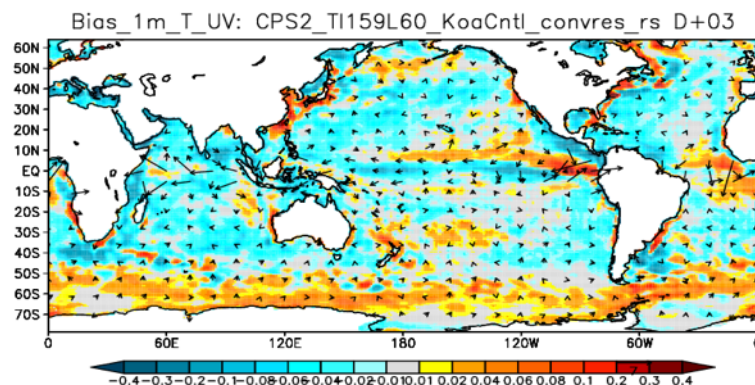 Bias_1m_T_UV: CPS2_Tl159L60_KoaCntl_convres_rs D+03
60N
50N
40N
30N
20N
10N
EQ
10S
20S
30S
40S
50S
60S
70S
0 60E 120E 180 120W 60W
-0.4 -0.3 -0.2 -0.1 -0.08 -0.06 -0.04 -0.02 -0.01 0.01 0.02 0.04 0.06 0.08 0.1 0.2 0.3 0.4